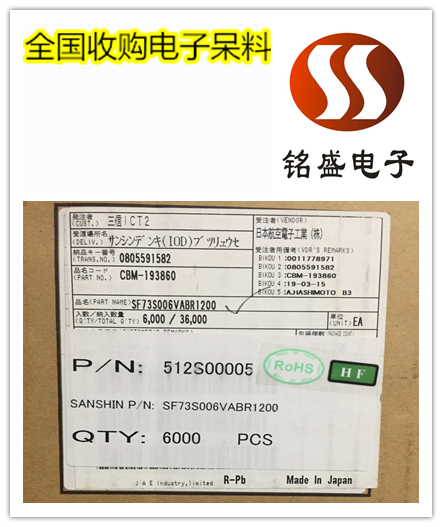 全国收购电子呆料
铭盛电子
発注者
(CUST.) 三信ICT2
受渡場所名
(DELIV.) サンシンデンキ(IOD)ブツリュウセ
納品キー番号
(TRANS.NO.) 0805591582
品名コード
(PART NO.) CBM-193860
受注者(VENDOR)
日本航空電子工業(株)
受注者用備考(VDR'S REMARKS)
BIKOU 1:0011778971
BIKOU 2:0805591582
BIKOU 3:CBM-193860
BIKOU 4:19-03-15
BIKOU 5:A.HASHIMOTO B3
品名(PART NAME) SF73S006VABR1200
入数/納入数量
(Q'TY/TOTAL Q'TY) 6,000 / 36,000
単位
(UNIT) EA
P/N: 512S00005
RoHS
HF
SANSHIN P/N: SF73S006VABR1200
QTY: 6000 PCS
JAE Industry,limited R-Pb Made In Japan